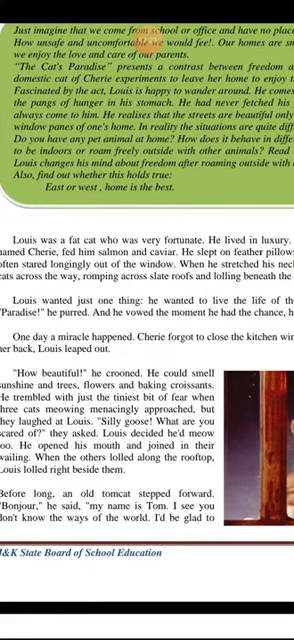 Just imagine that we come from school or office and have no plac
How unsafe and uncomfortable we would fee!. Our homes are sn
we enjoy the love and care of our parents.
"The Cat's Paradise" presents a contrast between freedom a
domestic cat of Cherie experiments to leave her home to enjoy t
Fascinated by the act, Louis is happy to wander around. He comes
the pangs of hunger in his stomach. He had never fetched his
always come to him. He realises that the streets are beautiful only
window panes of one's home. In reality the situations are quite diff
Do you have any pet animal at home? How does it behave in diffe
to be indoors or roam freely outside with other animals? Read
Louis changes his mind about freedom after roaming outside with
Also, find out whether this holds true:
East or west , home is the best.
Louis was a fat cat who was very fortunate. He lived in luxury.
named Cherie, fed him salmon and caviar. He slept on feather pillow
often stared longingly out of the window. When he stretched his nec
cats across the way, romping across slate roofs and lolling beneath the
Louis wanted just one thing: he wanted to live the life of th
"Paradise!" he purred. And he vowed the moment he had the chance, h
One day a miracle happened. Cherie forgot to close the kitchen win
her back, Louis leaped out.
"How beautiful!" he crooned. He could smell
sunshine and trees, flowers and baking croissants.
He trembled with just the tiniest bit of fear when
three cats meowing menacingly approached, but
they laughed at Louis. "Silly goose! What are you
scared of?" they asked. Louis decided he'd meow
too. He opened his mouth and joined in their
wailing. When the others lolled along the rooftop,
Louis lolled right beside them.
Before long, an old tomcat stepped forward.
"Bonjour," he said, "my name is Tom. I see you
don't know the ways of the world. I'd be glad to
J&K State Board of School Education